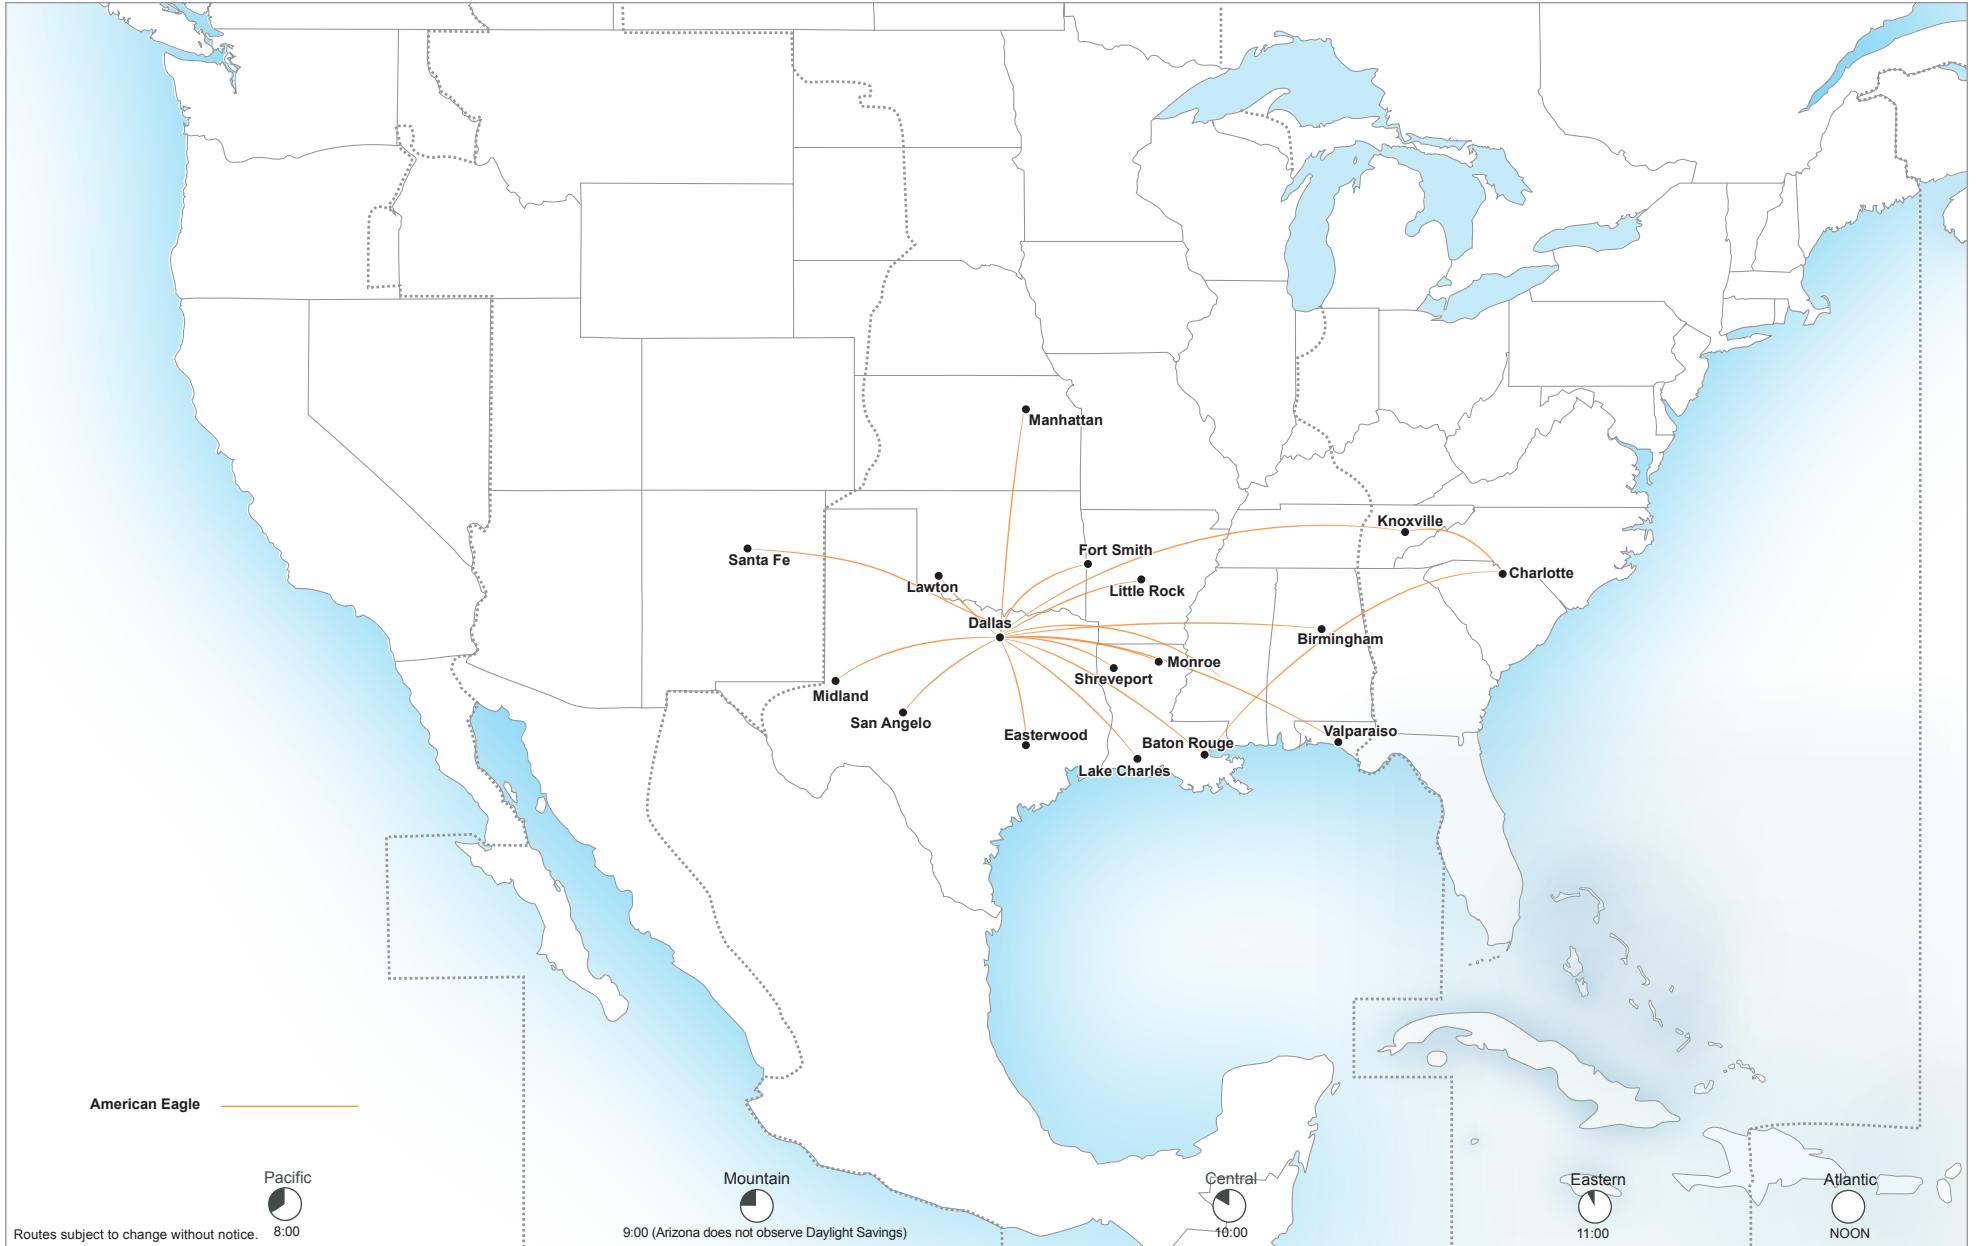 Manhattan
Knoxville
Santa Fe
Fort Smith
Charlotte
Lawton
Little Rock
Dallas
Birmingham
Monroe
Shreveport
Midland
San Angelo
Easterwood
Valparaiso
Baton Rouge
Lake Charles
American Eagle
Pacific
Mountain
Central
Eastern
Atlantic
Routes subject to change without notice.
8:00
9:00 (Arizona does not observe Daylight Savings)
10:00
11:00
NOON